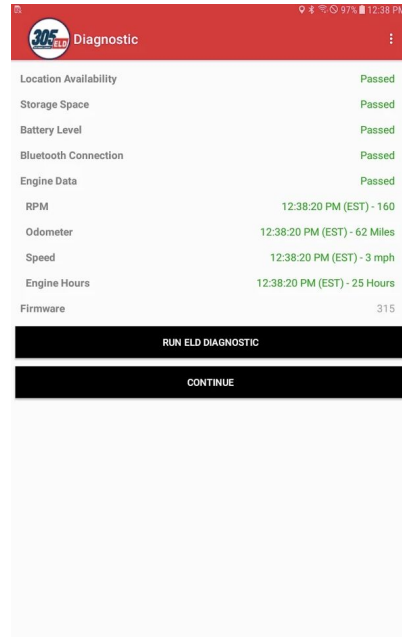 97% 12:38 PM
305 ELD Diagnostic
Location Availability Passed
Storage Space Passed
Battery Level Passed
Bluetooth Connection Passed
Engine Data Passed
RPM 12:38:20 PM (EST) - 160
Odometer 12:38:20 PM (EST) - 62 Miles
Speed 12:38:20 PM (EST) - 3 mph
Engine Hours 12:38:20 PM (EST) - 25 Hours
Firmware 315
RUN ELD DIAGNOSTIC
CONTINUE